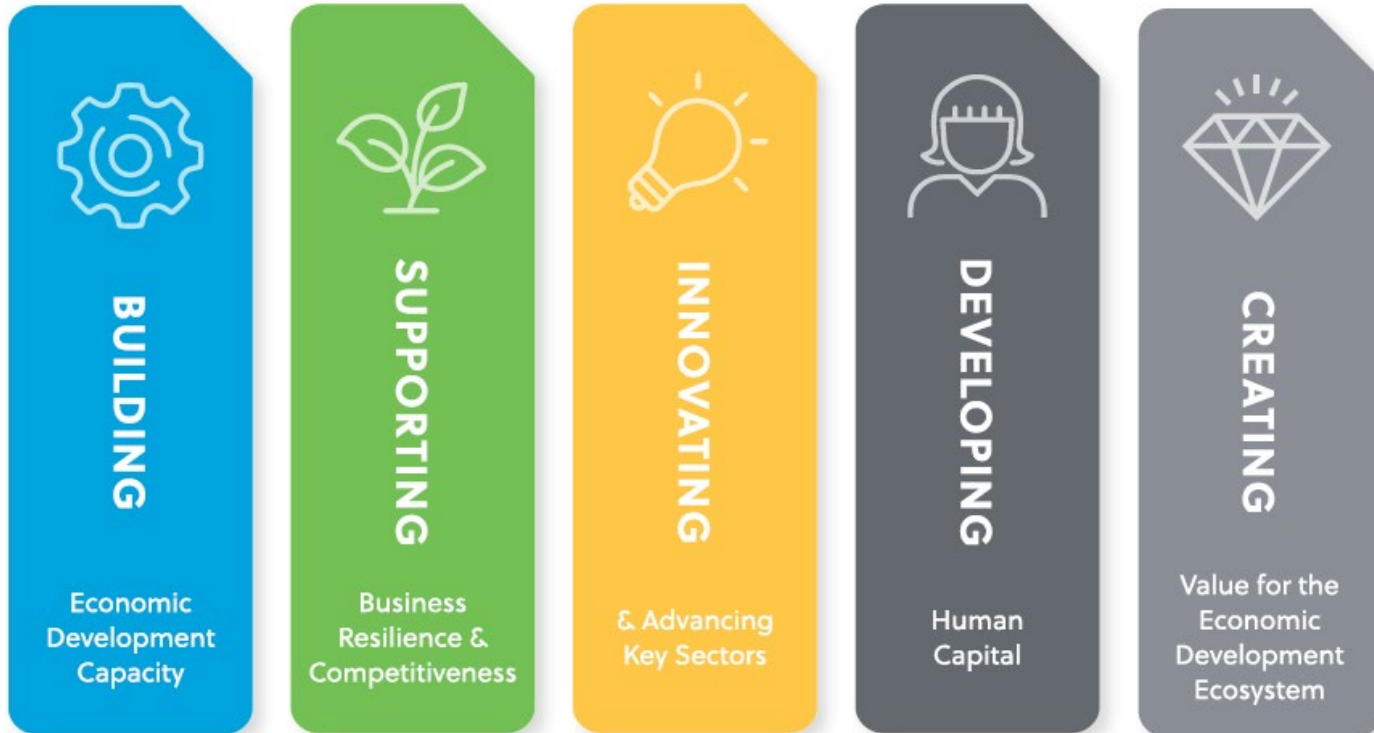 BUILDING
Economic
Development
Capacity
SUPPORTING
Business
Resilience &
Competitiveness
INNOVATING
& Advancing
Key Sectors
DEVELOPING
Human
Capital
CREATING
Value for the
Economic
Development
Ecosystem